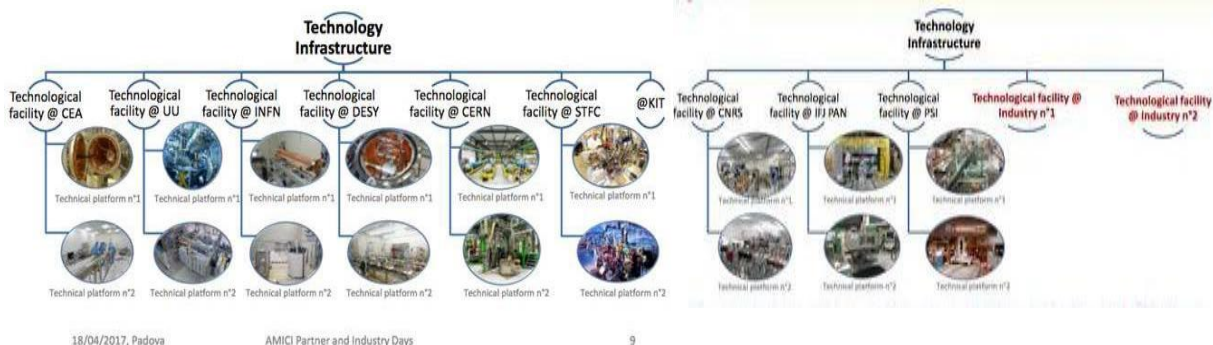 Technology
Infrastructure
Technological
facility @ CEA
Technological
facility @ UU
Technological
facility @ INFN
Technological
facility @ DESY
Technological
facility @ CERN
Technological
facility @ STFC
@KIT
Technical platform n°1
Technical platform n°1
Technical platform n°1
Technical platform n°1
Technical platform n°1
Technical platform n°1
Technical platform n°2
Technical platform n°2
Technical platform n°2
Technical platform n°2
Technical platform n°2
Technical platform n°2
18/04/2017, Padova
AMICI Partner and Industry Days
9
Technology
Infrastructure
Technological
facility @ CNRS
Technological
facility @ IFJ PAN
Technological
facility @ PSI
Technological facility @
Industry n°1
Technological facility
@ Industry n°2
Technical platform n°1
Technical platform n°1
Technical platform n°1
Technical platform n°2
Technical platform n°2
Technical platform n°2